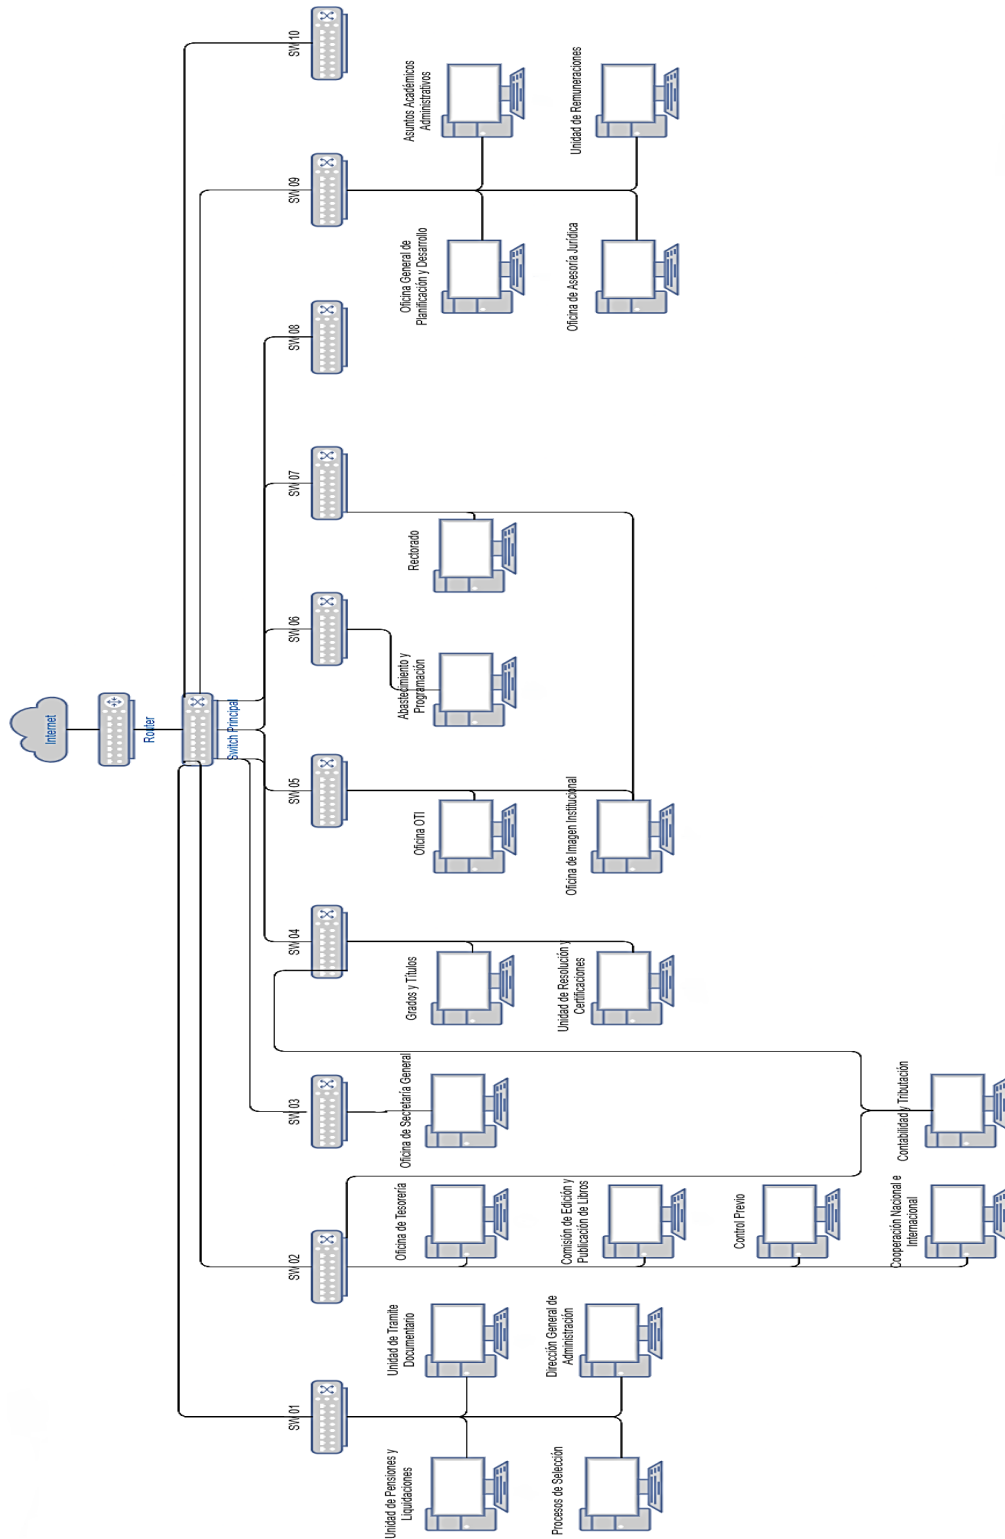 Internet
Router
Switch Principal
SW 01
SW 02
SW 03
SW 04
SW 05
SW 06
SW 07
SW 08
SW 09
SW 10
Unidad de Pensiones y
Liquidaciones
Unidad de Tramite
Documentario
Procesos de Selección
Dirección General de
Administración
Oficina de Tesorería
Comisión de Edición y
Publicación de Libros
Control Previo
Cooperación Nacional e
Internacional
Contabilidad y Tributación
Oficina de Secretaría General
Grados y Títulos
Unidad de Resolución y
Certificaciones
Oficina OTI
Oficina de Imagen Institucional
Abastecimiento y
Programación
Rectorado
Oficina General de
Planificación y Desarrollo
Asuntos Académicos
Administrativos
Oficina de Asesoría Jurídica
Unidad de Remuneraciones